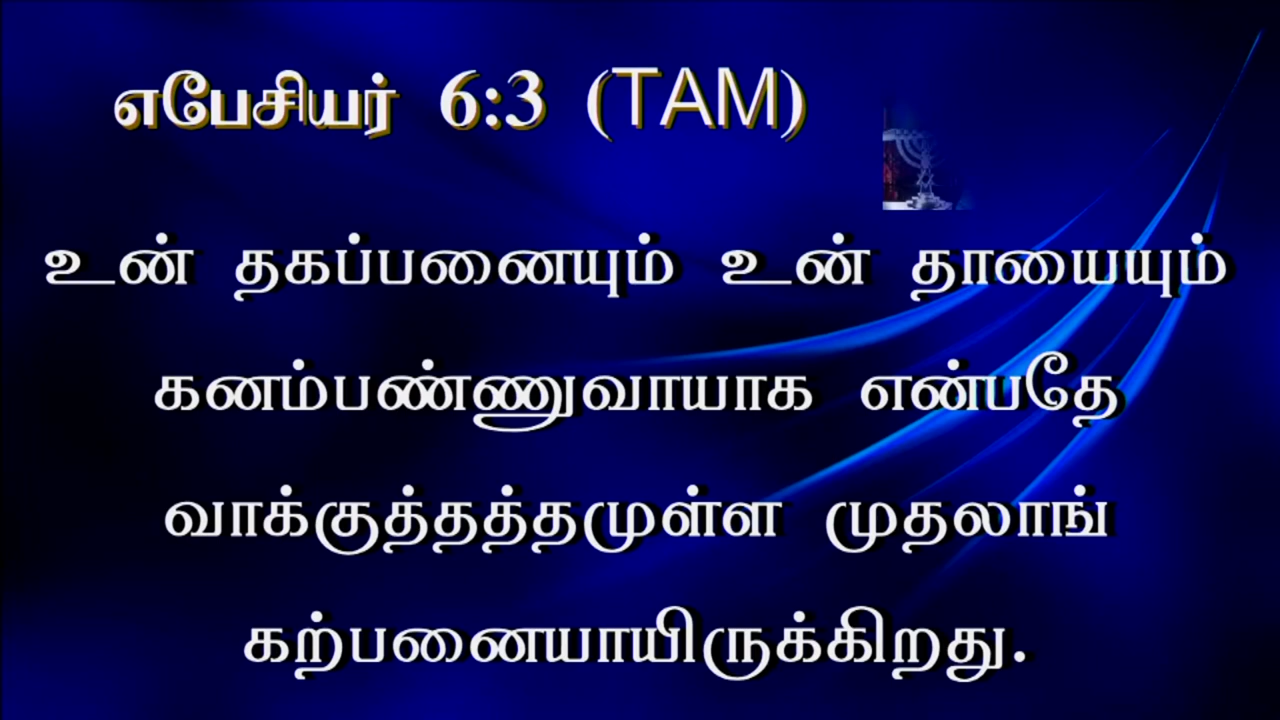 எபேசியர் 6:3 (TAM)
உன் தகப்பனையும் உன் தாயையும்
கனம்பண்ணுவாயாக என்பதே
வாக்குத்தத்தமுள்ள முதலாங்
கற்பனையாயிருக்கிறது.